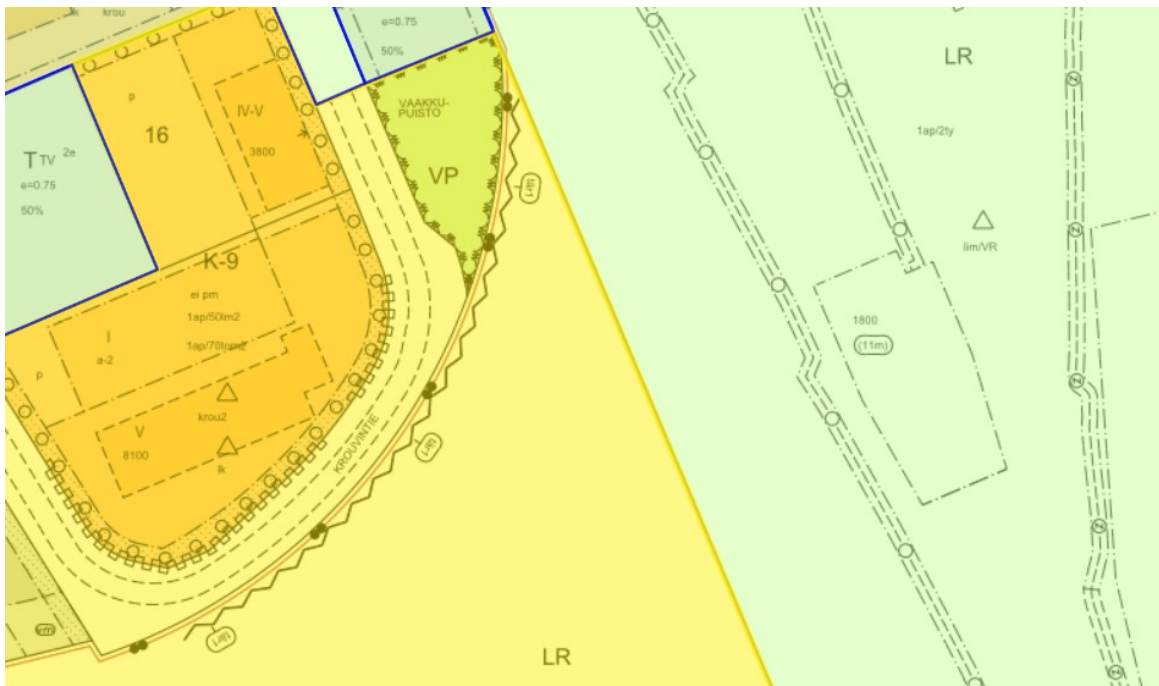 krou
e=0.75
50%
LR
p
IV-V
VAAKKU-
PUISTO
16
1ap/2ty
3800
T TV 2e
e=0.75
VP
50%
lim/VR
K-9
ei pm
1ap/50lm2
1800
I
1ap/70tom2
(11m)
a-2
p
krou2
V
KROUVINTIE
8100
lk
LR